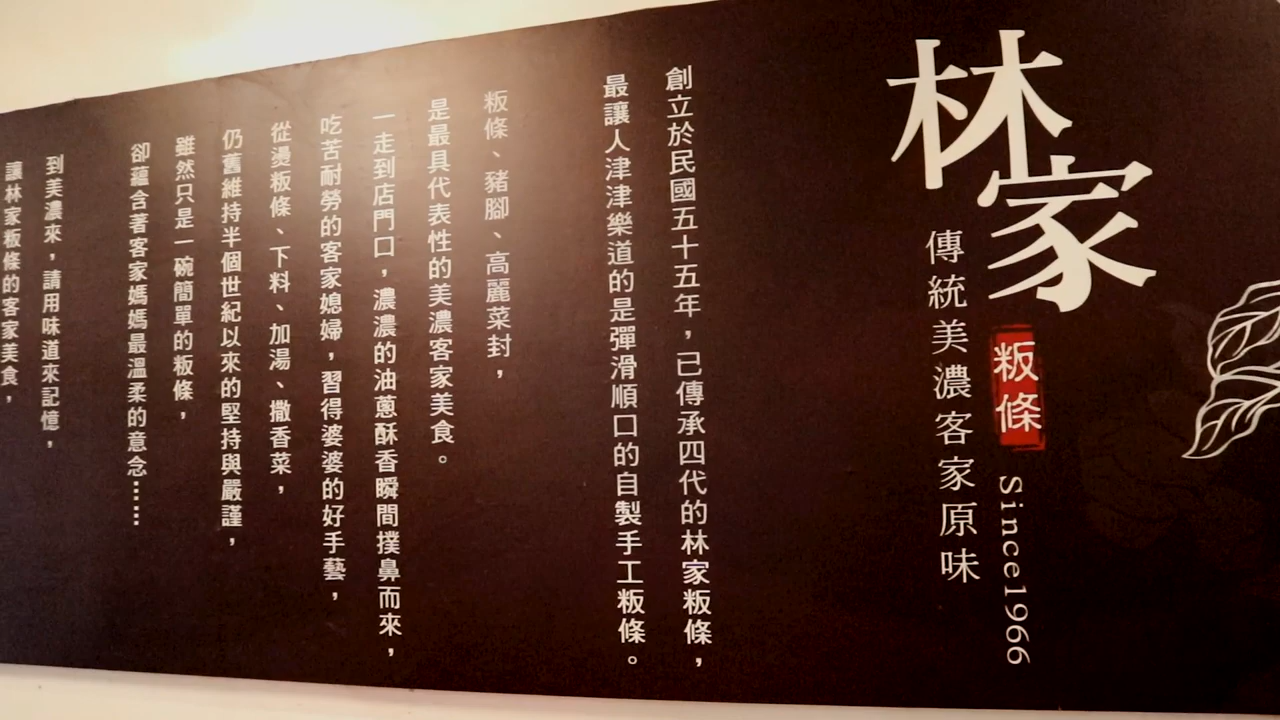 林家
粄條
Since1966
傳統美濃客家原味
創立於民國五十五年，已傳承四代的林家粄條，
最讓人津津樂道的是彈滑順口的自製手工粄條。
粄條、豬腳、高麗菜封，
是最具代表性的美濃客家美食。
一走到店門口，濃濃的油蔥酥香瞬間撲鼻而來，
吃苦耐勞的客家媳婦，習得婆婆的好手藝，
從燙粄條、下料、加湯、撒香菜，
仍舊維持半個世紀以來的堅持與嚴謹，
雖然只是一碗簡單的粄條，
卻蘊含著客家媽媽最溫柔的意念⋯⋯
到美濃來，請用味道來記憶，
讓林家粄條的客家美食，